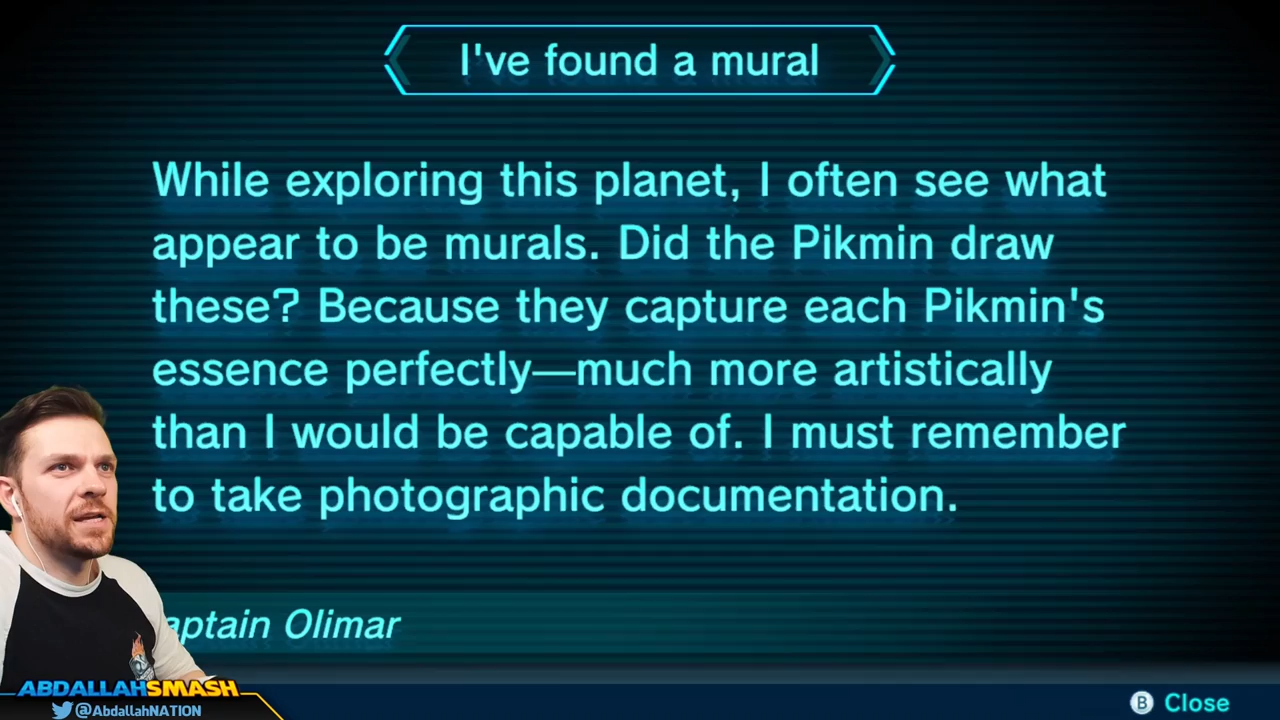 I've found a mural
While exploring this planet, I often see what
appear to be murals. Did the Pikmin draw
these? Because they capture each Pikmin's
essence perfectly—much more artistically
than I would be capable of. I must remember
to take photographic documentation.
aptain Olimar
ABDALLAHSMASH
@AbdallahNATION
B Close